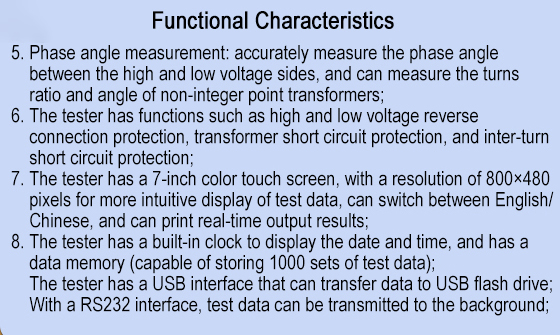 Functional Characteristics
5. Phase angle measurement: accurately measure the phase angle
between the high and low voltage sides, and can measure the turns
ratio and angle of non-integer point transformers;
6. The tester has functions such as high and low voltage reverse
connection protection, transformer short circuit protection, and inter-turn
short circuit protection;
7. The tester has a 7-inch color touch screen, with a resolution of 800×480
pixels for more intuitive display of test data, can switch between English/
Chinese, and can print real-time output results;
8. The tester has a built-in clock to display the date and time, and has a
data memory (capable of storing 1000 sets of test data);
The tester has a USB interface that can transfer data to USB flash drive;
With a RS232 interface, test data can be transmitted to the background;